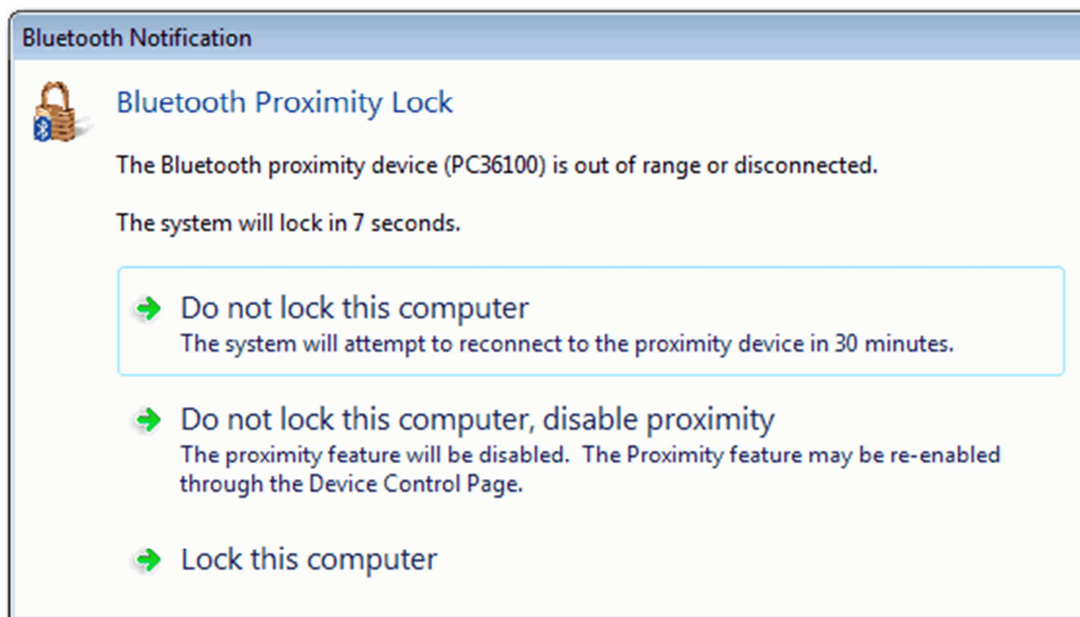 Bluetooth Notification
Bluetooth Proximity Lock
The Bluetooth proximity device (PC36100) is out of range or disconnected.
The system will lock in 7 seconds.
Do not lock this computer
The system will attempt to reconnect to the proximity device in 30 minutes.
Do not lock this computer, disable proximity
The proximity feature will be disabled.  The Proximity feature may be re-enabled
through the Device Control Page.
Lock this computer